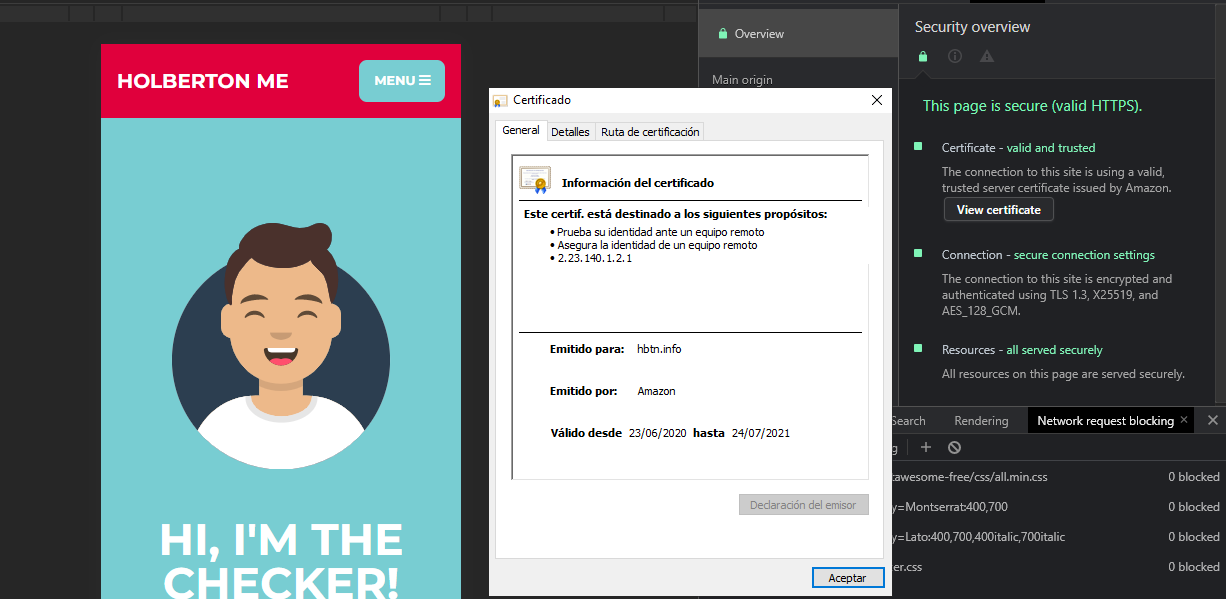 HOLBERTON ME
MENU
HI, I'M THE
CHECKER!
Overview
Main origin
Certificado
General
Detalles
Ruta de certificación
Información del certificado
Este certif. está destinado a los siguientes propósitos:
• Prueba su identidad ante un equipo remoto
• Asegura la identidad de un equipo remoto
• 2.23.140.1.2.1
Emitido para: hbtn.info
Emitido por: Amazon
Válido desde 23/06/2020 hasta 24/07/2021
Declaración del emisor
Aceptar
Security overview
This page is secure (valid HTTPS).
Certificate - valid and trusted
The connection to this site is using a valid,
trusted server certificate issued by Amazon.
View certificate
Connection - secure connection settings
The connection to this site is encrypted and
authenticated using TLS 1.3, X25519, and
AES_128_GCM.
Resources - all served securely
All resources on this page are served securely.
Search
Rendering
Network request blocking
tawesome-free/css/all.min.css 0 blocked
y=Montserrat:400,700 0 blocked
y=Lato:400,700,400italic,700italic 0 blocked
er.css 0 blocked